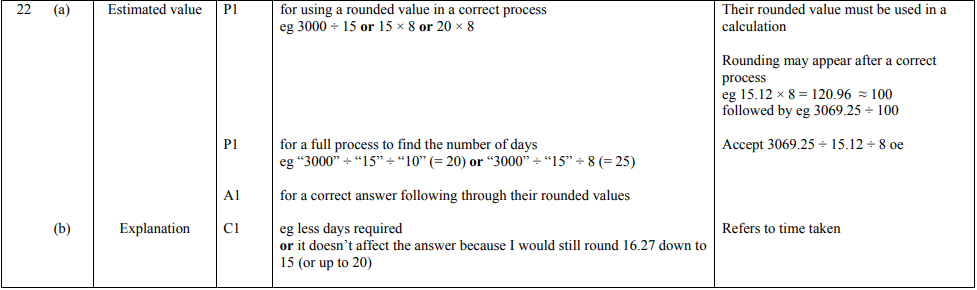 22 (a) Estimated value P1 for using a rounded value in a correct process Their rounded value must be used in a
eg 3000 ÷ 15 or 15 × 8 or 20 × 8 calculation
Rounding may appear after a correct
process
eg 15.12 × 8 = 120.96 ≈ 100
followed by eg 3069.25 ÷ 100
P1 for a full process to find the number of days Accept 3069.25 ÷ 15.12 ÷ 8 oe
eg “3000” ÷ “15” ÷ “10” (= 20) or “3000” ÷ “15” ÷ 8 (= 25)
A1 for a correct answer following through their rounded values
(b) Explanation C1 eg less days required Refers to time taken
or it doesn’t affect the answer because I would still round 16.27 down to
15 (or up to 20)